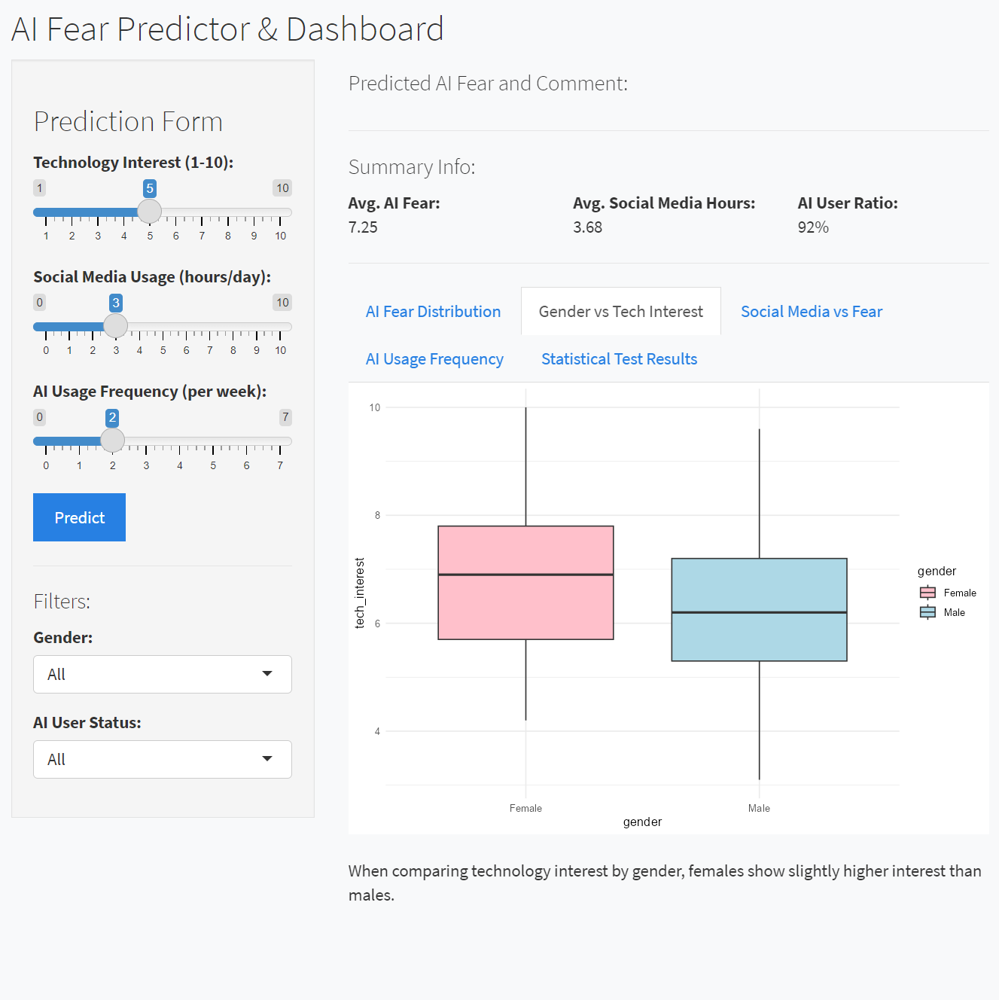 AI Fear Predictor & Dashboard
Prediction Form
Technology Interest (1-10):
1 5 10
1 2 3 4 5 6 7 8 9 10
Social Media Usage (hours/day):
0 3 10
0 1 2 3 4 5 6 7 8 9 10
AI Usage Frequency (per week):
0 2 7
0 1 2 3 4 5 6 7
Predict
Filters:
Gender:
All
AI User Status:
All
Predicted AI Fear and Comment:
Summary Info:
Avg. AI Fear: Avg. Social Media Hours: AI User Ratio:
7.25 3.68 92%
AI Fear Distribution Gender vs Tech Interest Social Media vs Fear
AI Usage Frequency Statistical Test Results
10
8
6
4
tech_interest
Female Male
gender
gender
Female
Male
When comparing technology interest by gender, females show slightly higher interest than
males.